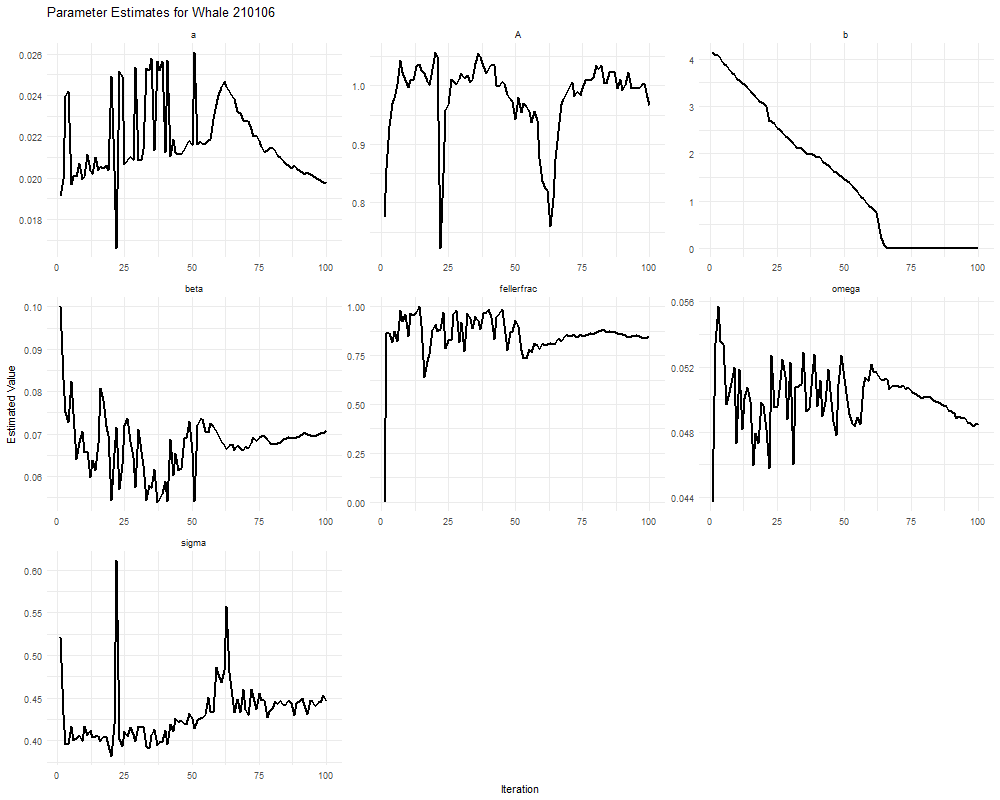 Parameter Estimates for Whale 210106
a
A
b
0.026
0.024
0.022
0.020
0.018
1.0
0.9
0.8
4
3
2
1
0
0 25 50 75 100
0 25 50 75 100
0 25 50 75 100
beta
fellerfrac
omega
0.10
0.09
0.08
0.07
0.06
1.00
0.75
0.50
0.25
0.00
0.056
0.052
0.048
0.044
0 25 50 75 100
0 25 50 75 100
0 25 50 75 100
Estimated Value
sigma
0.60
0.55
0.50
0.45
0.40
0 25 50 75 100
Iteration